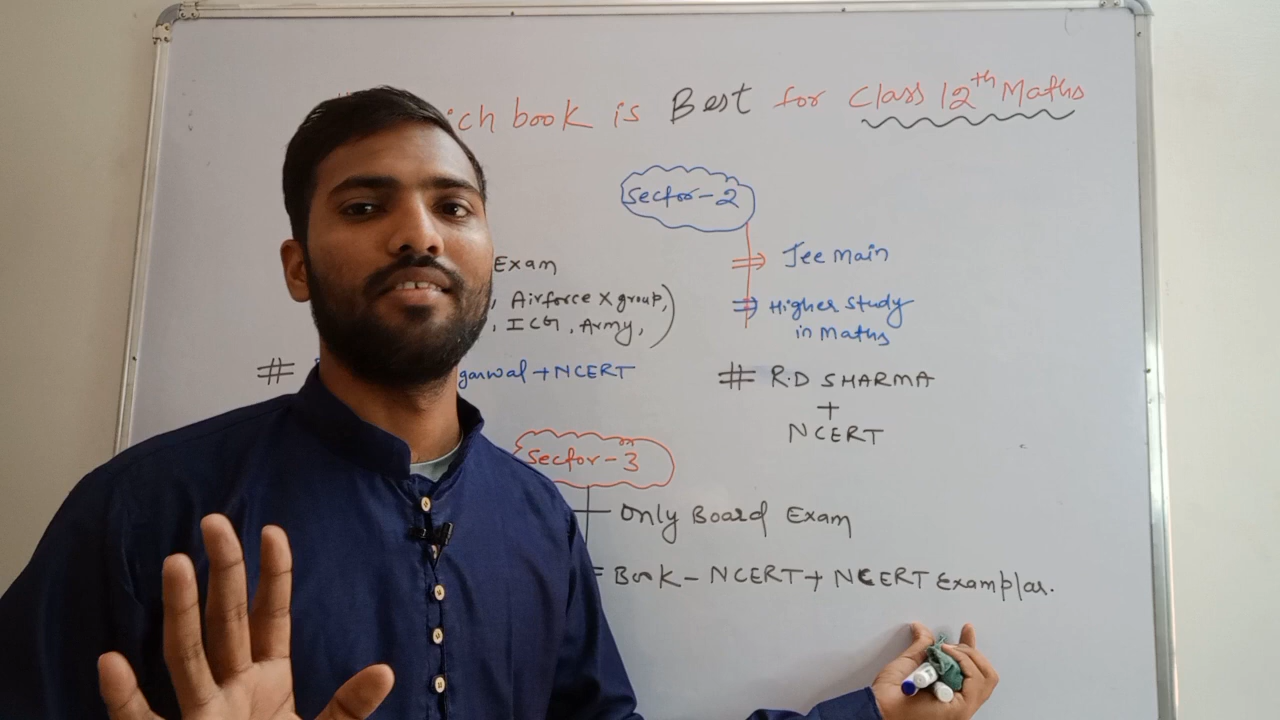 book is Best for Class 12th Maths
Exam
, Airforce X group,
, ICG, Army, )
# garwal + NCERT
Sector-2
⇒ Jee Main
⇒ Higher Study
in Maths
# R.D SHARMA
+
NCERT
Sector-3
Only Board Exam
= Book - NCERT + NCERT Examplar.